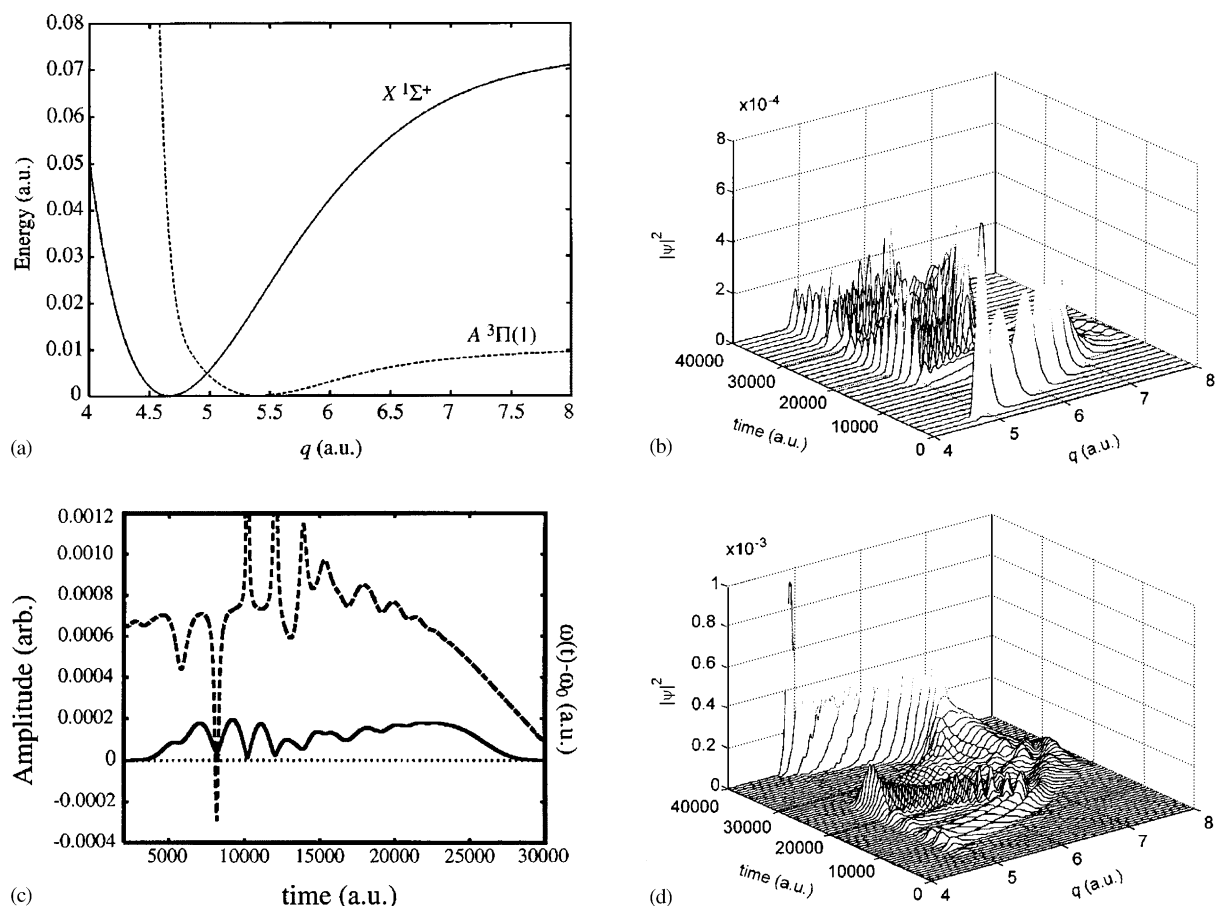 0.08
0.07
0.06
0.05
0.04
0.03
0.02
0.01
0
Energy (a.u.)
X ¹Σ⁺
A ³Π(1)
4 4.5 5 5.5 6 6.5 7 7.5 8
q (a.u.)
(a)
x10⁻⁴
8
6
4
2
0
|ψ|²
40000
30000
20000
10000
0
time (a.u.)
4
5
6
7
8
q (a.u.)
(b)
0.0012
0.0010
0.0008
0.0006
0.0004
0.0002
0
-0.0002
-0.0004
Amplitude (arb.)
ω(t)-ω₀ (a.u.)
5000 10000 15000 20000 25000 30000
time (a.u.)
(c)
x10⁻³
1
0.8
0.6
0.4
0.2
0
|ψ|²
40000
30000
20000
10000
0
time (a.u.)
4
5
6
7
8
q (a.u.)
(d)